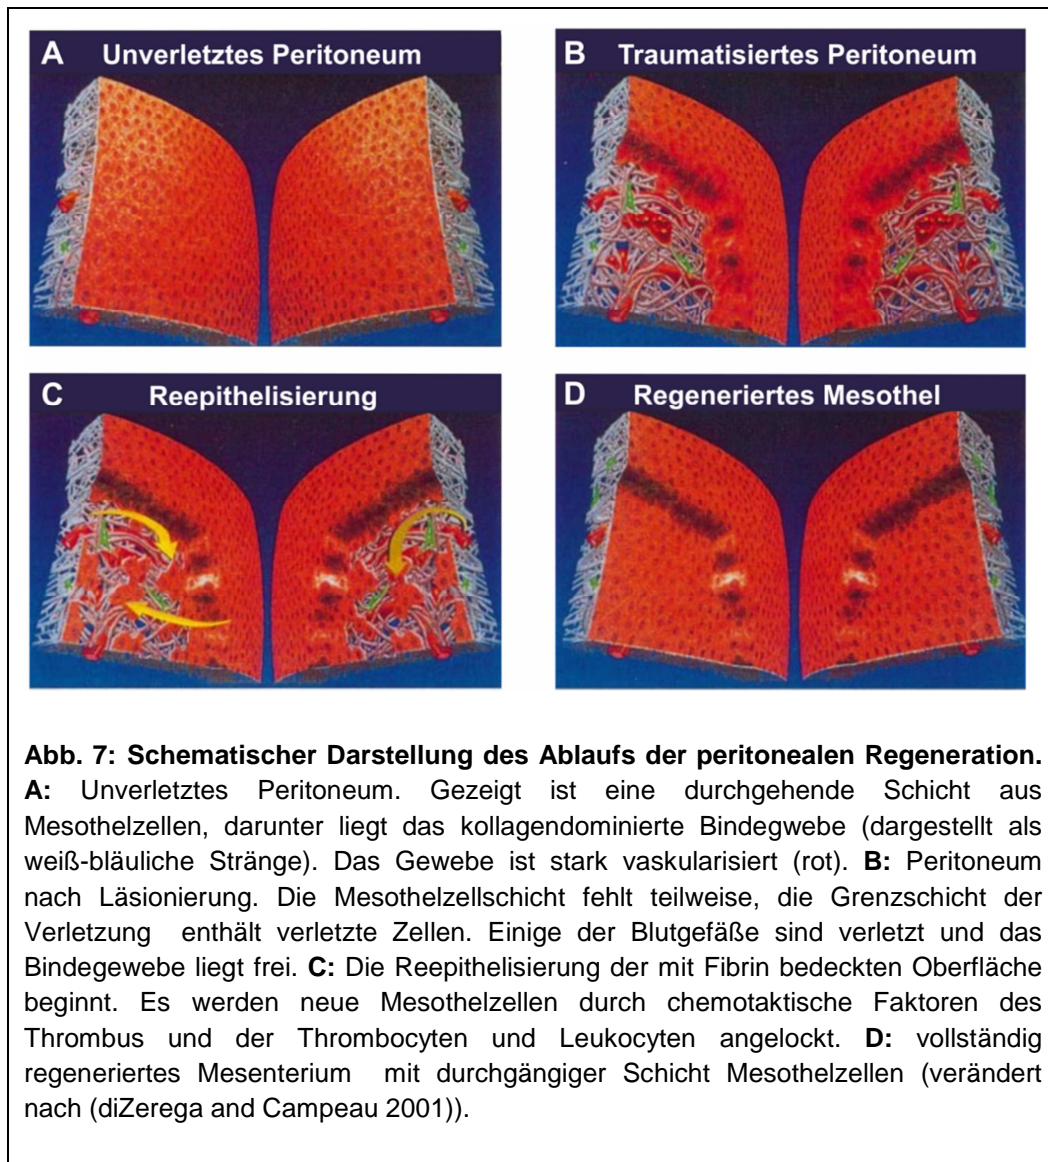 A Unverletztes Peritoneum
B Traumatisiertes Peritoneum
C Reepithelisierung
D Regeneriertes Mesothel
Abb. 7: Schematischer Darstellung des Ablaufs der peritonealen Regeneration.
A: Unverletztes Peritoneum. Gezeigt ist eine durchgehende Schicht aus
Mesothelzellen, darunter liegt das kollagendominierte Bindegwebe (dargestellt als
weiß-bläuliche Stränge). Das Gewebe ist stark vaskularisiert (rot). B: Peritoneum
nach Läsionierung. Die Mesothelzellschicht fehlt teilweise, die Grenzschicht der
Verletzung enthält verletzte Zellen. Einige der Blutgefäße sind verletzt und das
Bindegewebe liegt frei. C: Die Reepithelisierung der mit Fibrin bedeckten Oberfläche
beginnt. Es werden neue Mesothelzellen durch chemotaktische Faktoren des
Thrombus und der Thrombocyten und Leukocyten angelockt. D: vollständig
regeneriertes Mesenterium mit durchgängiger Schicht Mesothelzellen (verändert
nach (diZerega and Campeau 2001)).